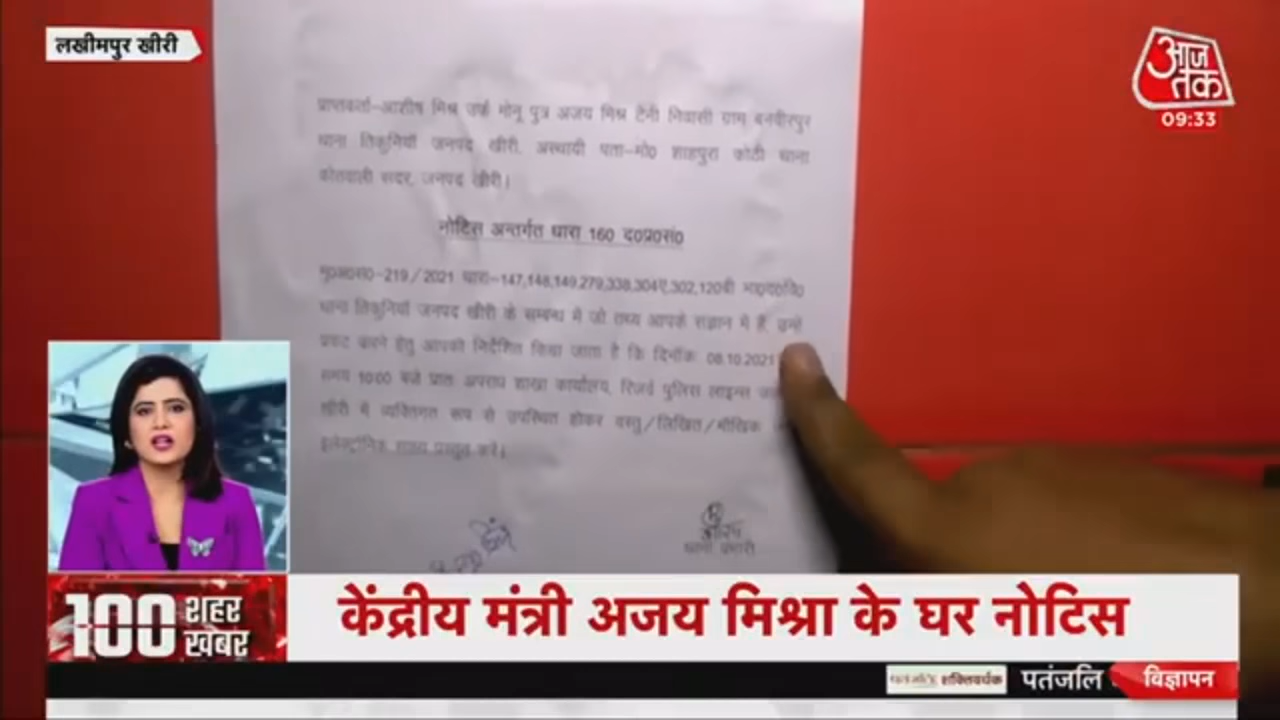 लखीमपुर खीरी
आज
तक
09:33
प्राप्तकर्ता-आशीष मिश्र उर्फ मोनू पुत्र अजय मिश्र टेनी निवासी ग्राम बनवीरपुर
थाना तिकुनियाँ जनपद खीरी, अस्थायी पता-मो0 शाहपुरा कोठी थाना
कोतवाली सदर, जनपद खीरी।
नोटिस अन्तर्गत धारा 160 द0प्र0सं0
मु0अ0सं0-219/2021 धारा-147,148,149,279,338,304ए,302,120बी भा0द0वि0
थाना तिकुनियाँ जनपद खीरी के सम्बन्ध में जो तथ्य आपके संज्ञान में हैं, उन्हें
प्रकट करने हेतु आपको निर्देशित किया जाता है कि दिनाँक 08.10.2021
समय 10:00 बजे प्रातः अपराध शाखा कार्यालय, रिजर्व पुलिस लाइन्स
खीरी में व्यक्तिगत रूप से उपस्थित होकर वस्तु/लिखित/मौखिक
इलेक्ट्रॉनिक साक्ष्य प्रस्तुत करें।
थाना प्रभारी
100 शहर
खबर
केंद्रीय मंत्री अजय मिश्रा के घर नोटिस
शक्तिवर्धक पतंजलि विज्ञापन